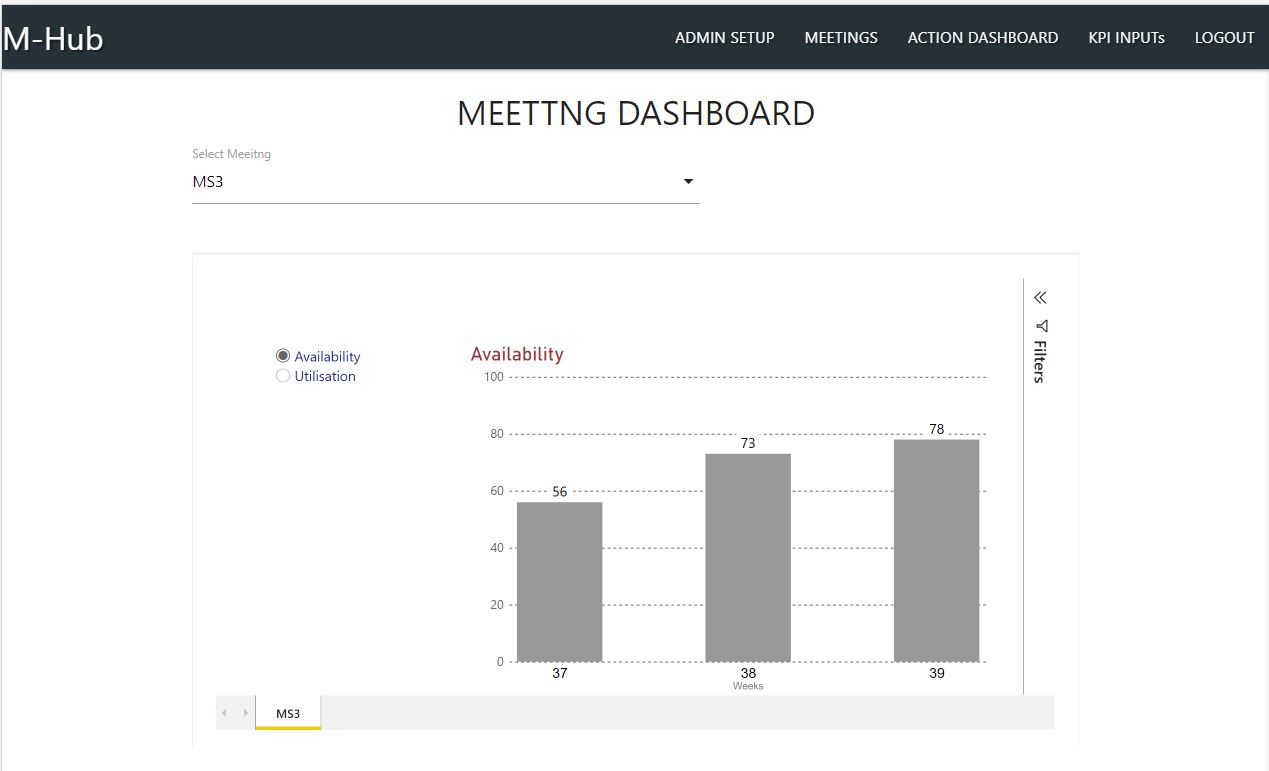 M-Hub
ADMIN SETUP MEETINGS ACTION DASHBOARD KPI INPUTs LOGOUT
MEETTNG DASHBOARD
Select Meeitng
MS3
Availability
Utilisation
Availability
100
80
60
40
20
0
56
73
78
37 38 39
Weeks
Filters
MS3